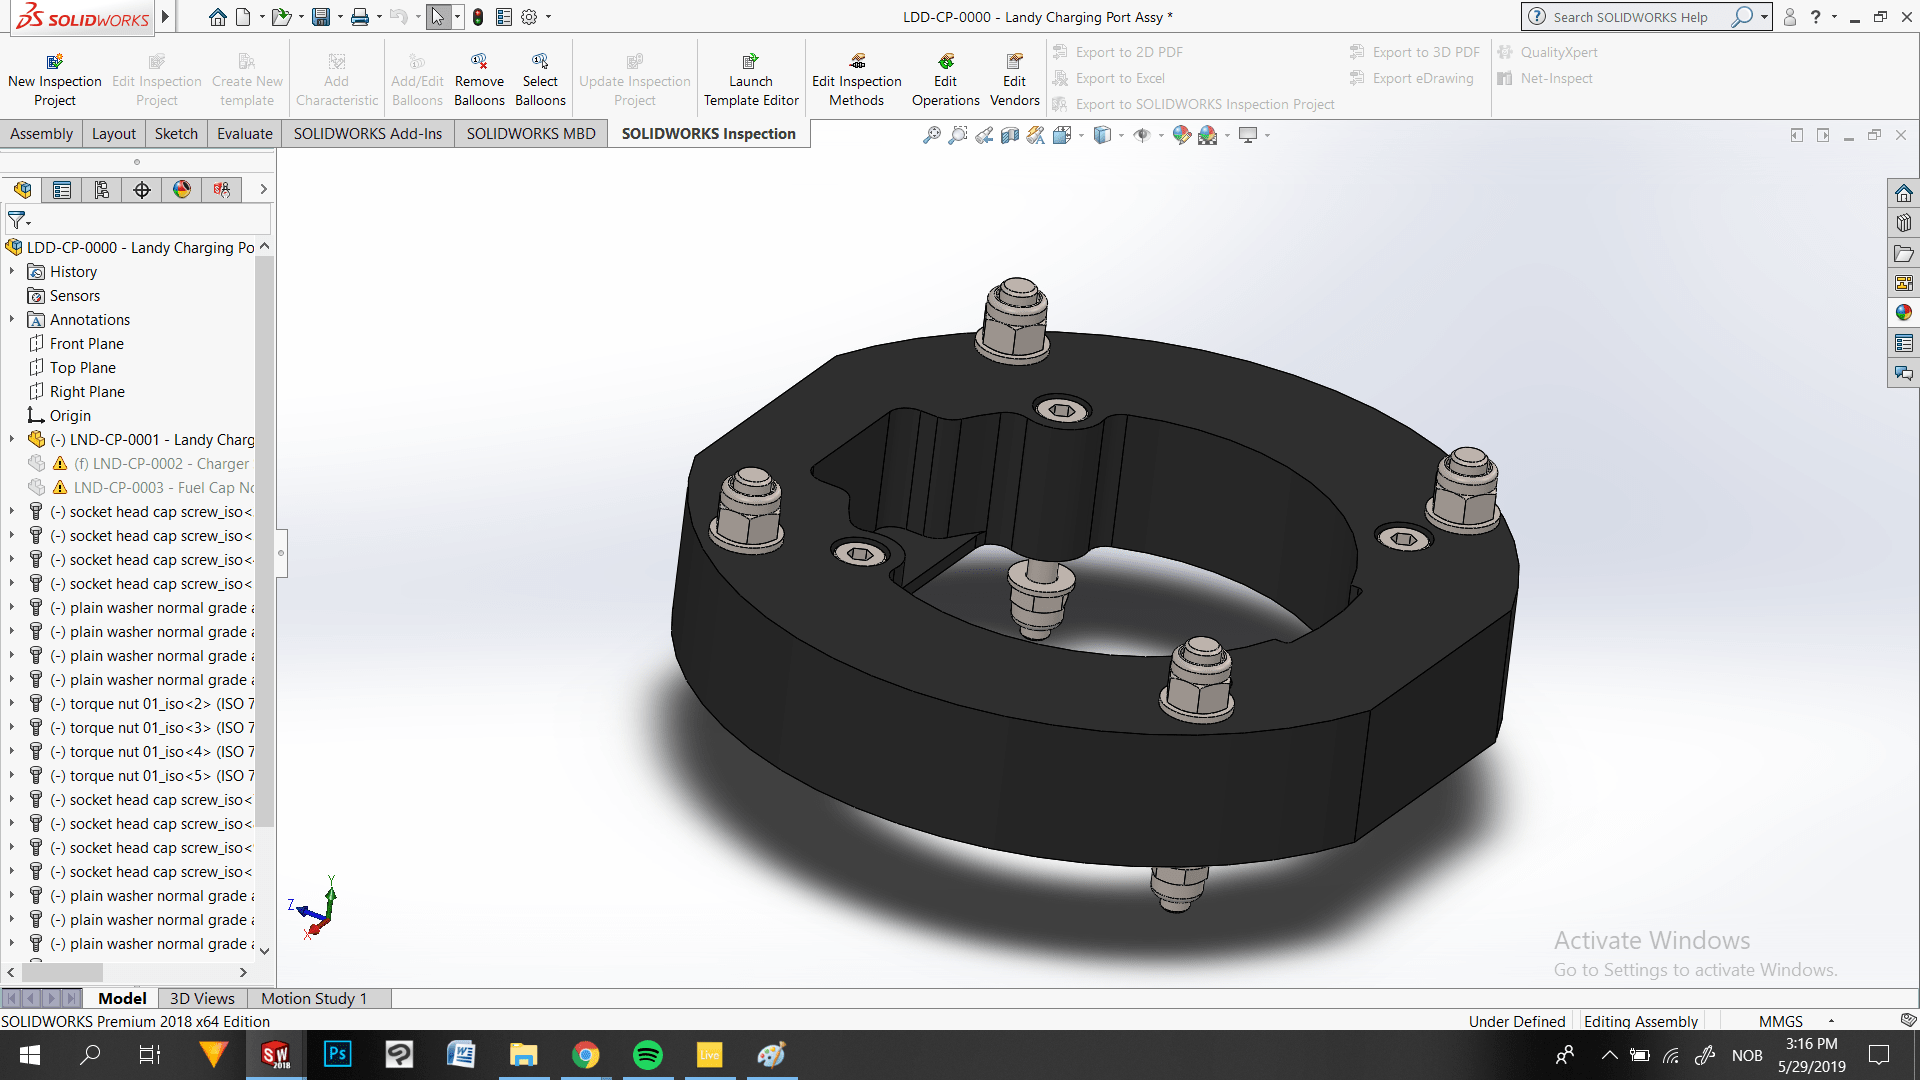 SOLIDWORKS
LDD-CP-0000 - Landy Charging Port Assy *
Search SOLIDWORKS Help
New Inspection
Project
Edit Inspection
Project
Create New
template
Add
Characteristic
Add/Edit
Balloons
Remove
Balloons
Select
Balloons
Update Inspection
Project
Launch
Template Editor
Edit Inspection
Methods
Edit
Operations
Edit
Vendors
Export to 2D PDF
Export to Excel
Export to SOLIDWORKS Inspection Project
Export to 3D PDF
Export eDrawing
QualityXpert
Net-Inspect
Assembly
Layout
Sketch
Evaluate
SOLIDWORKS Add-Ins
SOLIDWORKS MBD
SOLIDWORKS Inspection
LDD-CP-0000 - Landy Charging Po
History
Sensors
Annotations
Front Plane
Top Plane
Right Plane
Origin
(-) LND-CP-0001 - Landy Charg
(f) LND-CP-0002 - Charger
LND-CP-0003 - Fuel Cap No
(-) socket head cap screw_iso<
(-) socket head cap screw_iso<
(-) socket head cap screw_iso<
(-) socket head cap screw_iso<
(-) plain washer normal grade a
(-) plain washer normal grade a
(-) plain washer normal grade a
(-) plain washer normal grade a
(-) torque nut 01_iso<2> (ISO 7
(-) torque nut 01_iso<3> (ISO 7
(-) torque nut 01_iso<4> (ISO 7
(-) torque nut 01_iso<5> (ISO 7
(-) socket head cap screw_iso<
(-) socket head cap screw_iso<
(-) socket head cap screw_iso<
(-) socket head cap screw_iso<
(-) plain washer normal grade a
(-) plain washer normal grade a
(-) plain washer normal grade a
Y
Z
X
Activate Windows
Go to Settings to activate Windows.
Model
3D Views
Motion Study 1
SOLIDWORKS Premium 2018 x64 Edition
Under Defined
Editing Assembly
MMGS
SW
2018
Ps
Live
NOB
3:16 PM
5/29/2019